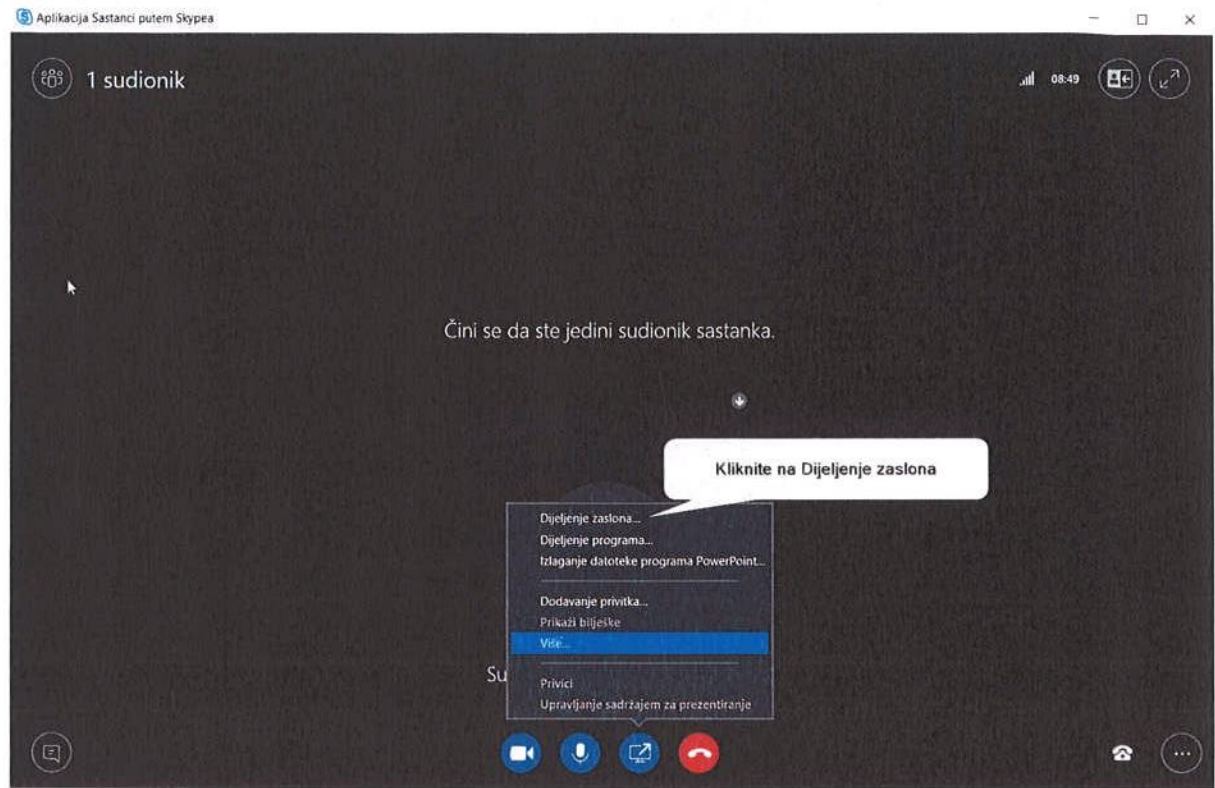 Aplikacija Sastanci putem Skypea
1 sudionik
08:49
Čini se da ste jedini sudionik sastanka.
Kliknite na Dijeljenje zaslona
Dijeljenje zaslona...
Dijeljenje programa...
Izlaganje datoteke programa PowerPoint...
Dodavanje privitka...
Prikaži bilješke
Više...
Su
Privici
Upravljanje sadržajem za prezentiranje